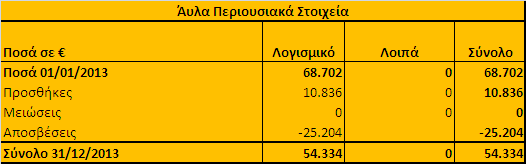 Άυλα Περιουσιακά Στοιχεία
Ποσά σε € Λογισμικό Λοιπά Σύνολο
Ποσά 01/01/2013 68.702 0 68.702
Προσθήκες 10.836 0 10.836
Μειώσεις 0 0 0
Αποσβέσεις -25.204 -25.204
Σύνολο 31/12/2013 54.334 0 54.334